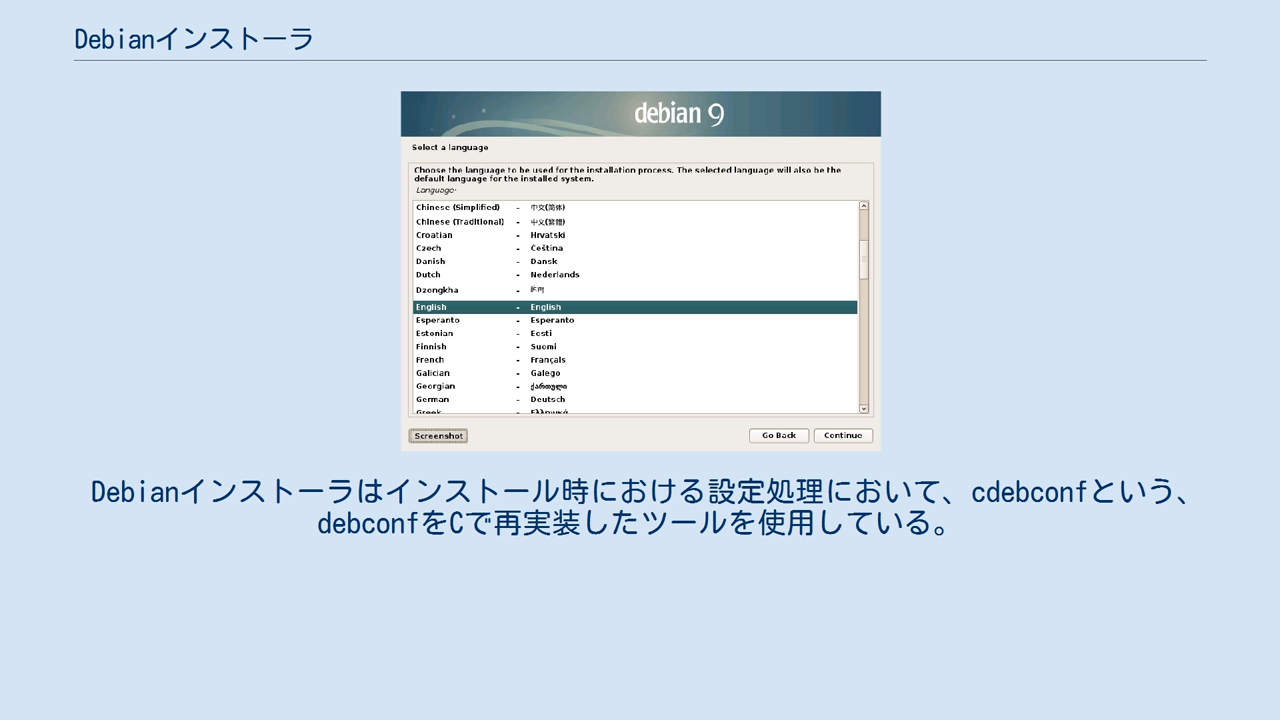 Debianインストーラ
debian 9
Select a language
Choose the language to be used for the installation process. The selected language will also be the
default language for the installed system.
Language:
Chinese (Simplified) - 中文(简体)
Chinese (Traditional) - 中文(繁體)
Croatian - Hrvatski
Czech - Čeština
Danish - Dansk
Dutch - Nederlands
Dzongkha -
English - English
Esperanto - Esperanto
Estonian - Eesti
Finnish - Suomi
French - Français
Galician - Galego
Georgian - ქართული
German - Deutsch
Greek - Ελληνικά
Screenshot Go Back Continue
Debianインストーラはインストール時における設定処理において、cdebconfという、
debconfをCで再実装したツールを使用している。